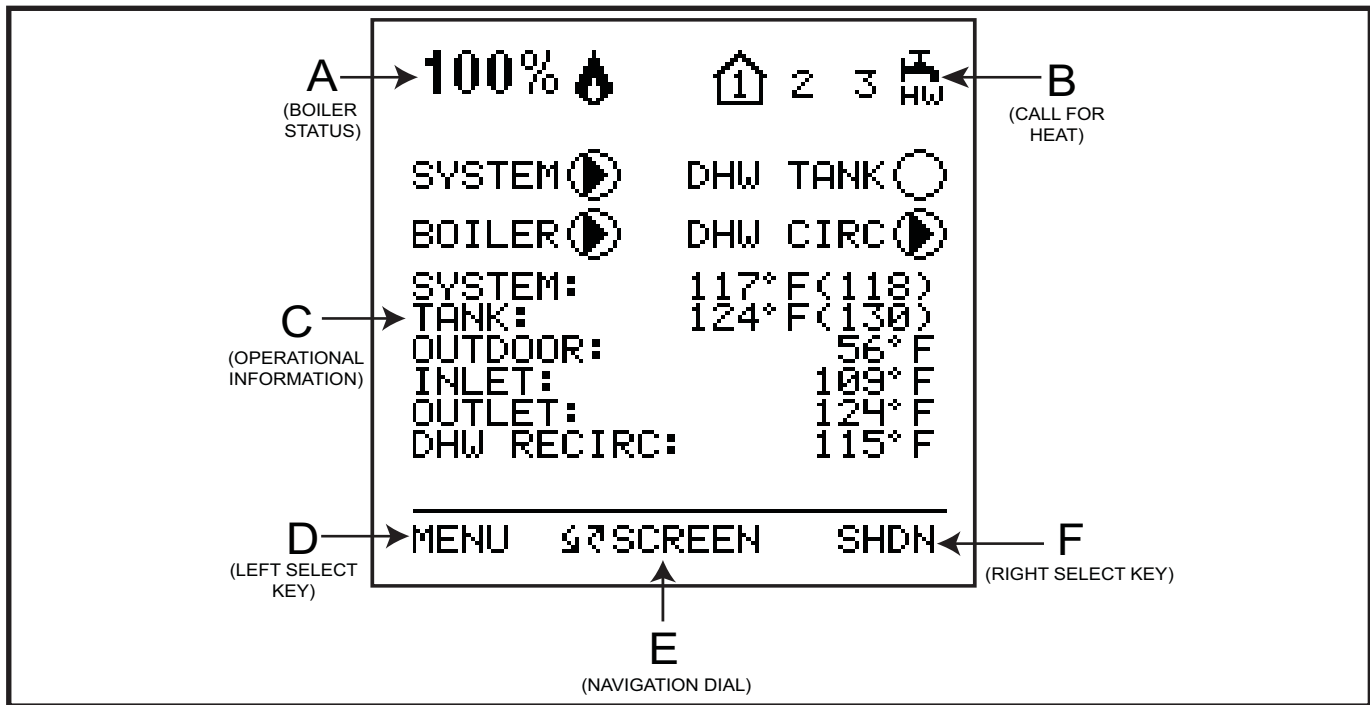 A
(BOILER
STATUS)
100%
1 2 3 HW
B
(CALL FOR
HEAT)
SYSTEM DHW TANK
BOILER DHW CIRC
C
(OPERATIONAL
INFORMATION)
SYSTEM: 117°F(118)
TANK: 124°F(130)
OUTDOOR: 56°F
INLET: 109°F
OUTLET: 124°F
DHW RECIRC: 115°F
D
(LEFT SELECT
KEY)
MENU SCREEN SHDN
F
(RIGHT SELECT KEY)
E
(NAVIGATION DIAL)